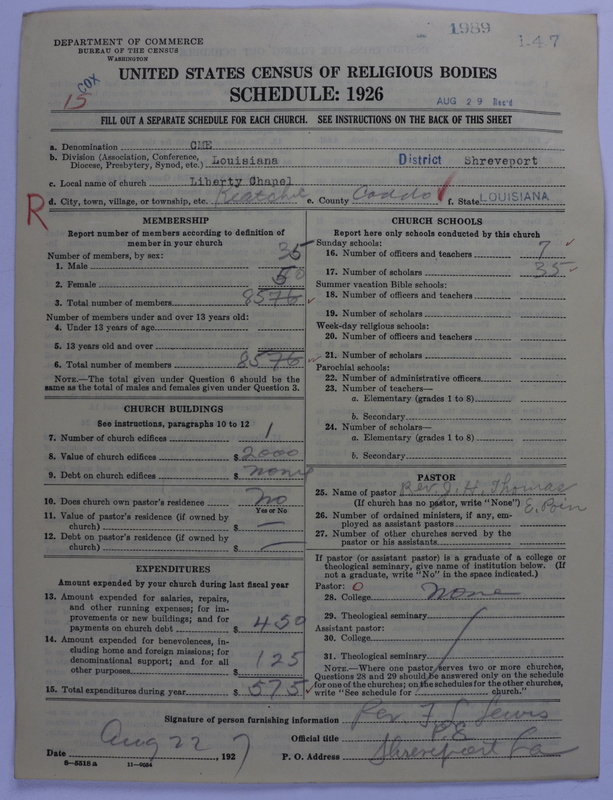 1989
1-4-7
DEPARTMENT OF COMMERCE
BUREAU OF THE CENSUS
WASHINGTON
COX
15
UNITED STATES CENSUS OF RELIGIOUS BODIES
SCHEDULE: 1926
AUG 29 Rec'd
FILL OUT A SEPARATE SCHEDULE FOR EACH CHURCH. SEE INSTRUCTIONS ON THE BACK OF THIS SHEET
a. Denomination CME
b. Division (Association, Conference, Diocese, Presbytery, Synod, etc.) Louisiana District Shreveport
c. Local name of church Liberty Chapel
d. City, town, village, or township, etc. Keatchie e. County Caddo f. State LOUISIANA
R
MEMBERSHIP
Report number of members according to definition of
member in your church
Number of members, by sex:
1. Male 35
2. Female 50
3. Total number of members 85
Number of members under and over 13 years old:
4. Under 13 years of age
5. 13 years old and over
6. Total number of members 85
NOTE.—The total given under Question 6 should be the
same as the total of males and females given under Question 3.
CHURCH BUILDINGS
See instructions, paragraphs 10 to 12
7. Number of church edifices 1
8. Value of church edifices $ 2000
9. Debt on church edifices $ none
10. Does church own pastor's residence No
Yes or No
11. Value of pastor's residence (if owned by
church) $ —
12. Debt on pastor's residence (if owned by
church) $ —
EXPENDITURES
Amount expended by your church during last fiscal year
13. Amount expended for salaries, repairs,
and other running expenses; for im-
provements or new buildings; and for
payments on church debt $ 450
14. Amount expended for benevolences, in-
cluding home and foreign missions; for
denominational support; and for all
other purposes $ 125
15. Total expenditures during year $ 575
CHURCH SCHOOLS
Report here only schools conducted by this church
Sunday schools:
16. Number of officers and teachers 7
17. Number of scholars 35
Summer vacation Bible schools:
18. Number of officers and teachers
19. Number of scholars
Week-day religious schools:
20. Number of officers and teachers
21. Number of scholars
Parochial schools:
22. Number of administrative officers
23. Number of teachers—
a. Elementary (grades 1 to 8)
b. Secondary
24. Number of scholars—
a. Elementary (grades 1 to 8)
b. Secondary
PASTOR
25. Name of pastor Rev. J. H. Thomas
(If church has no pastor, write "None")
26. Number of ordained ministers, if any, em-
ployed as assistant pastors
27. Number of other churches served by the
pastor or his assistants
If pastor (or assistant pastor) is a graduate of a college or
theological seminary, give name of institution below. (If
not a graduate, write "No" in the space indicated.)
Pastor: O
28. College none
29. Theological seminary
Assistant pastor:
30. College
31. Theological seminary
NOTE.—Where one pastor serves two or more churches,
Questions 28 and 29 should be answered only on the schedule
for one of the churches; on the schedules for the other churches,
write "See schedule for church."
Signature of person furnishing information Rev. F L Lewis
Official title P.E
Date Aug 22 1927 P. O. Address Shreveport La
8—5518 a 11—9024